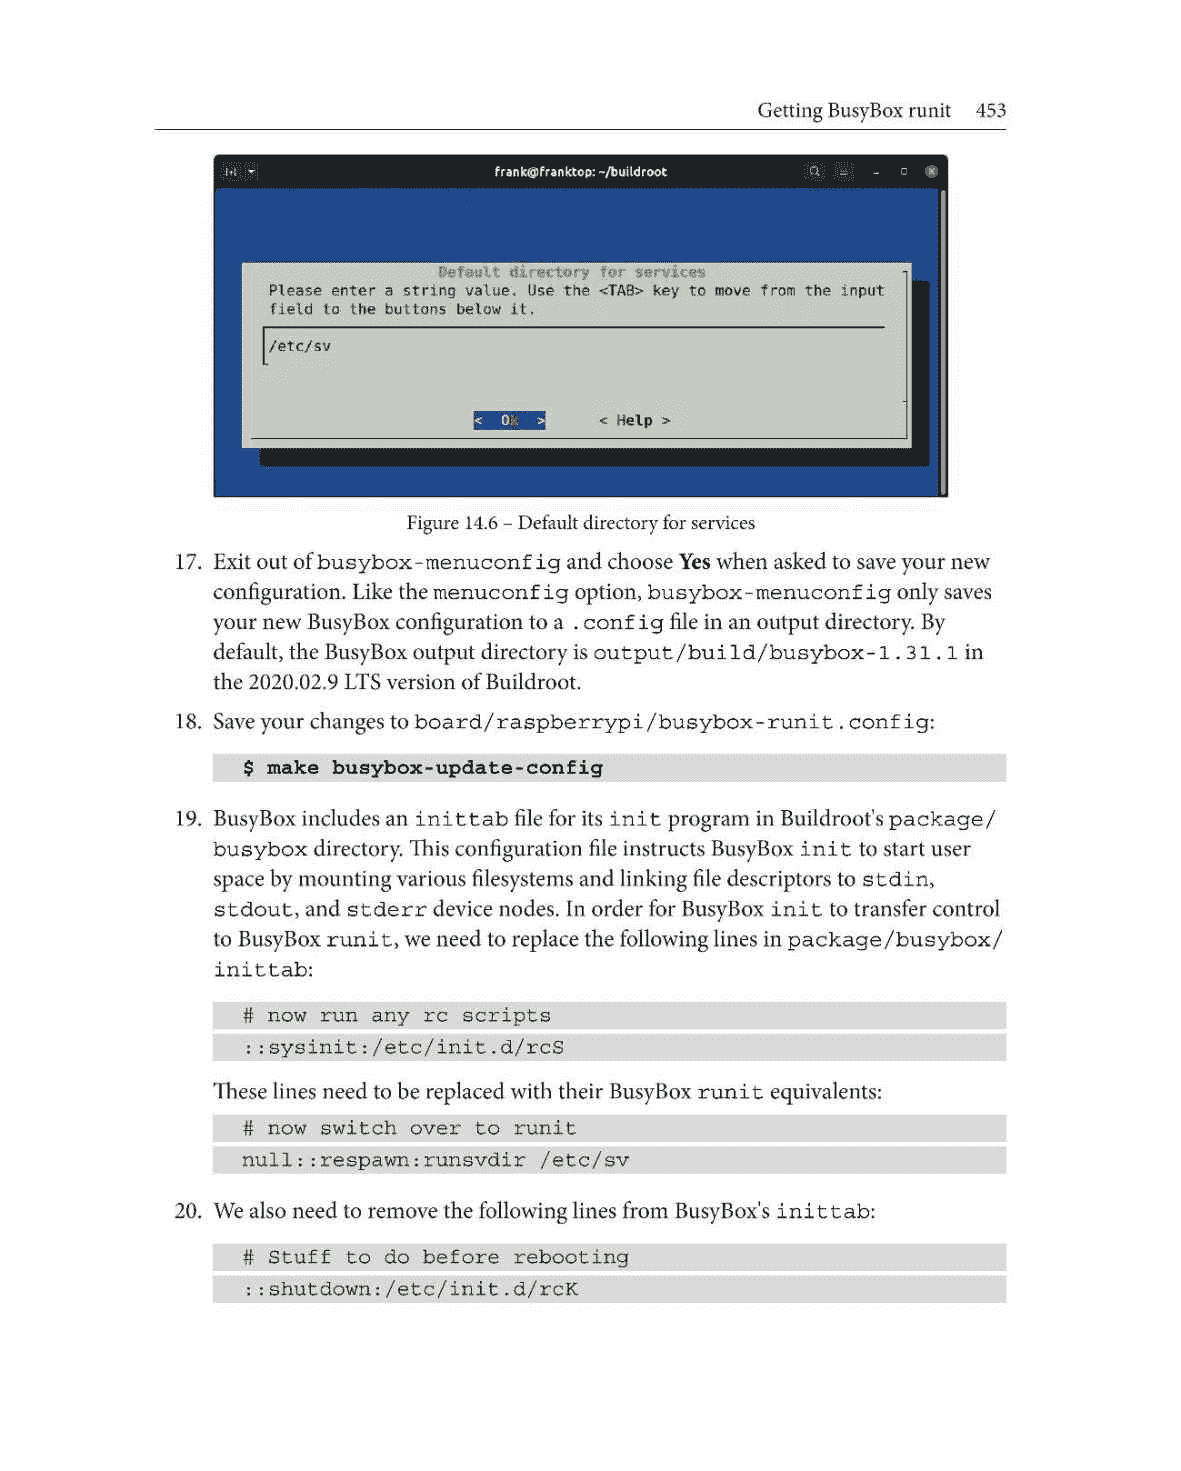 Getting BusyBox runit 453
frank@franktop: ~/buildroot
Default directory for services
Please enter a string value. Use the <TAB> key to move from the input
field to the buttons below it.
/etc/sv
< Ok > < Help >
Figure 14.6 – Default directory for services
17. Exit out of busybox-menuconfig and choose Yes when asked to save your new
configuration. Like the menuconfig option, busybox-menuconfig only saves
your new BusyBox configuration to a .config file in an output directory. By
default, the BusyBox output directory is output/build/busybox-1.31.1 in
the 2020.02.9 LTS version of Buildroot.
18. Save your changes to board/raspberrypi/busybox-runit.config:
$ make busybox-update-config
19. BusyBox includes an inittab file for its init program in Buildroot's package/
busybox directory. This configuration file instructs BusyBox init to start user
space by mounting various filesystems and linking file descriptors to stdin,
stdout, and stderr device nodes. In order for BusyBox init to transfer control
to BusyBox runit, we need to replace the following lines in package/busybox/
inittab:
# now run any rc scripts
::sysinit:/etc/init.d/rcS
These lines need to be replaced with their BusyBox runit equivalents:
# now switch over to runit
null::respawn:runsvdir /etc/sv
20. We also need to remove the following lines from BusyBox's inittab:
# Stuff to do before rebooting
::shutdown:/etc/init.d/rcK